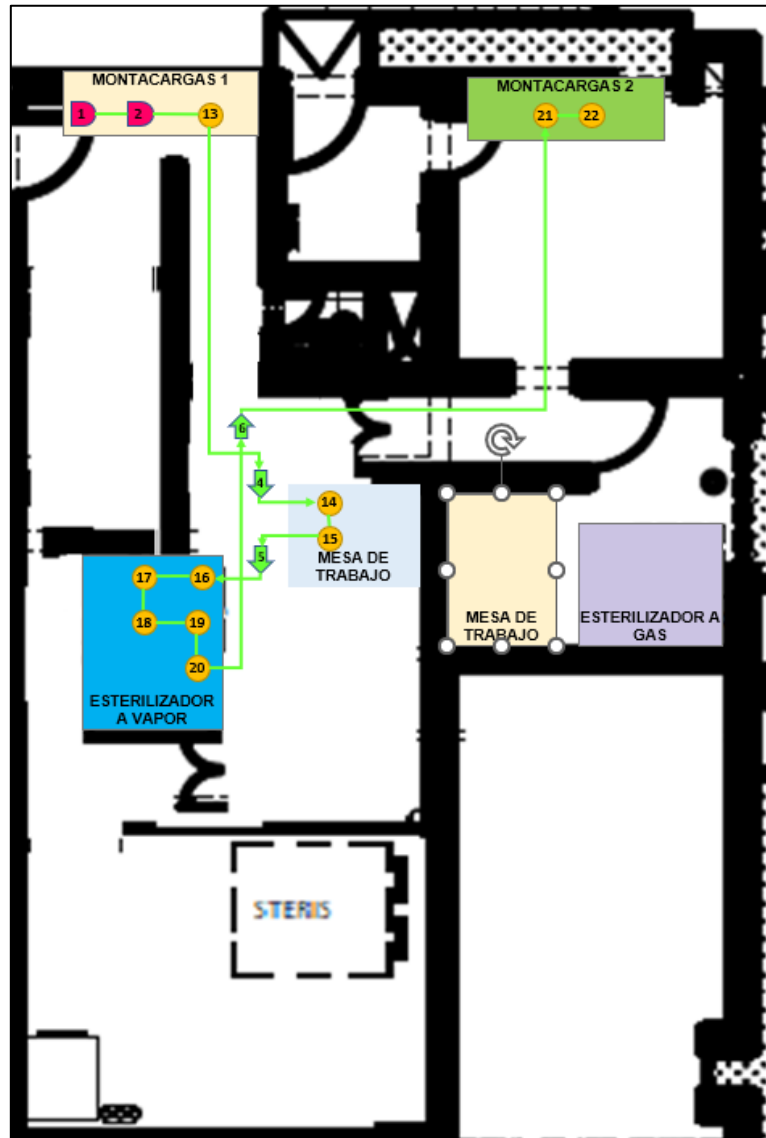 MONTACARGAS 1
1
2
13
MONTACARGAS 2
21
22
6
4
14
15
5
MESA DE
TRABAJO
17
16
18
19
20
ESTERILIZADOR
A VAPOR
MESA DE
TRABAJO
ESTERILIZADOR A
GAS
STERIS